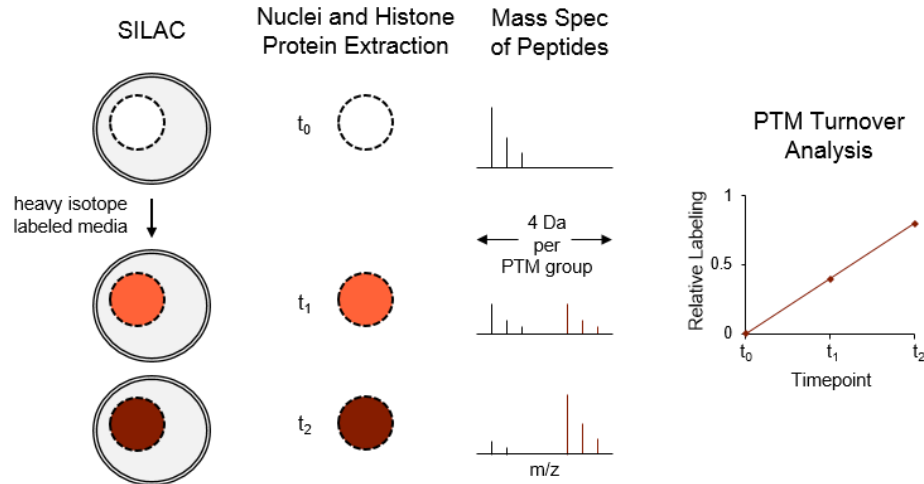 SILAC
Nuclei and Histone
Protein Extraction
Mass Spec
of Peptides
t0
heavy isotope
labeled media
4 Da
per
PTM group
t1
t2
m/z
PTM Turnover
Analysis
Relative Labeling
1
0.5
0
t0
t1
t2
Timepoint